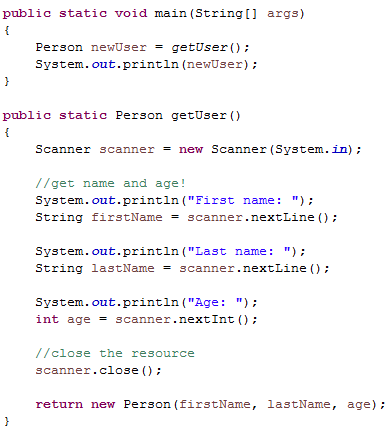 public static void main(String[] args)
{
    Person newUser = getUser();
    System.out.println(newUser);
}

public static Person getUser()
{
    Scanner scanner = new Scanner(System.in);

    //get name and age!
    System.out.println("First name: ");
    String firstName = scanner.nextLine();

    System.out.println("Last name: ");
    String lastName = scanner.nextLine();

    System.out.println("Age: ");
    int age = scanner.nextInt();

    //close the resource
    scanner.close();

    return new Person(firstName, lastName, age);
}